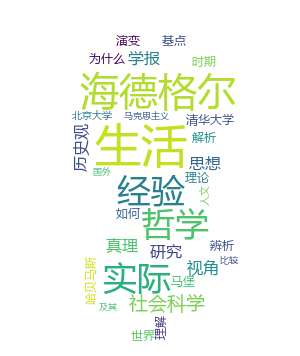 演变 基点
为什么 学报 时期
海德格尔
北京大学 马克思主义 清华大学
生活 解析
历史观 思想
国外 理论
经验 人文
如何 哲学
真理 研究 辨析
实际 视角 比较
哈贝马斯 马堡
社会科学
及其
世界 理解